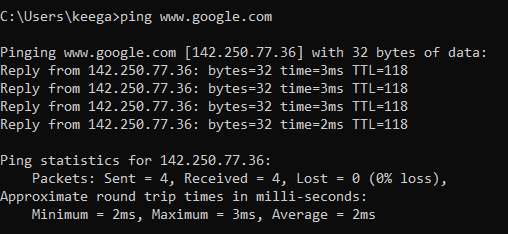 C:\Users\keega>ping www.google.com
Pinging www.google.com [142.250.77.36] with 32 bytes of data:
Reply from 142.250.77.36: bytes=32 time=3ms TTL=118
Reply from 142.250.77.36: bytes=32 time=3ms TTL=118
Reply from 142.250.77.36: bytes=32 time=3ms TTL=118
Reply from 142.250.77.36: bytes=32 time=2ms TTL=118
Ping statistics for 142.250.77.36:
    Packets: Sent = 4, Received = 4, Lost = 0 (0% loss),
Approximate round trip times in milli-seconds:
    Minimum = 2ms, Maximum = 3ms, Average = 2ms